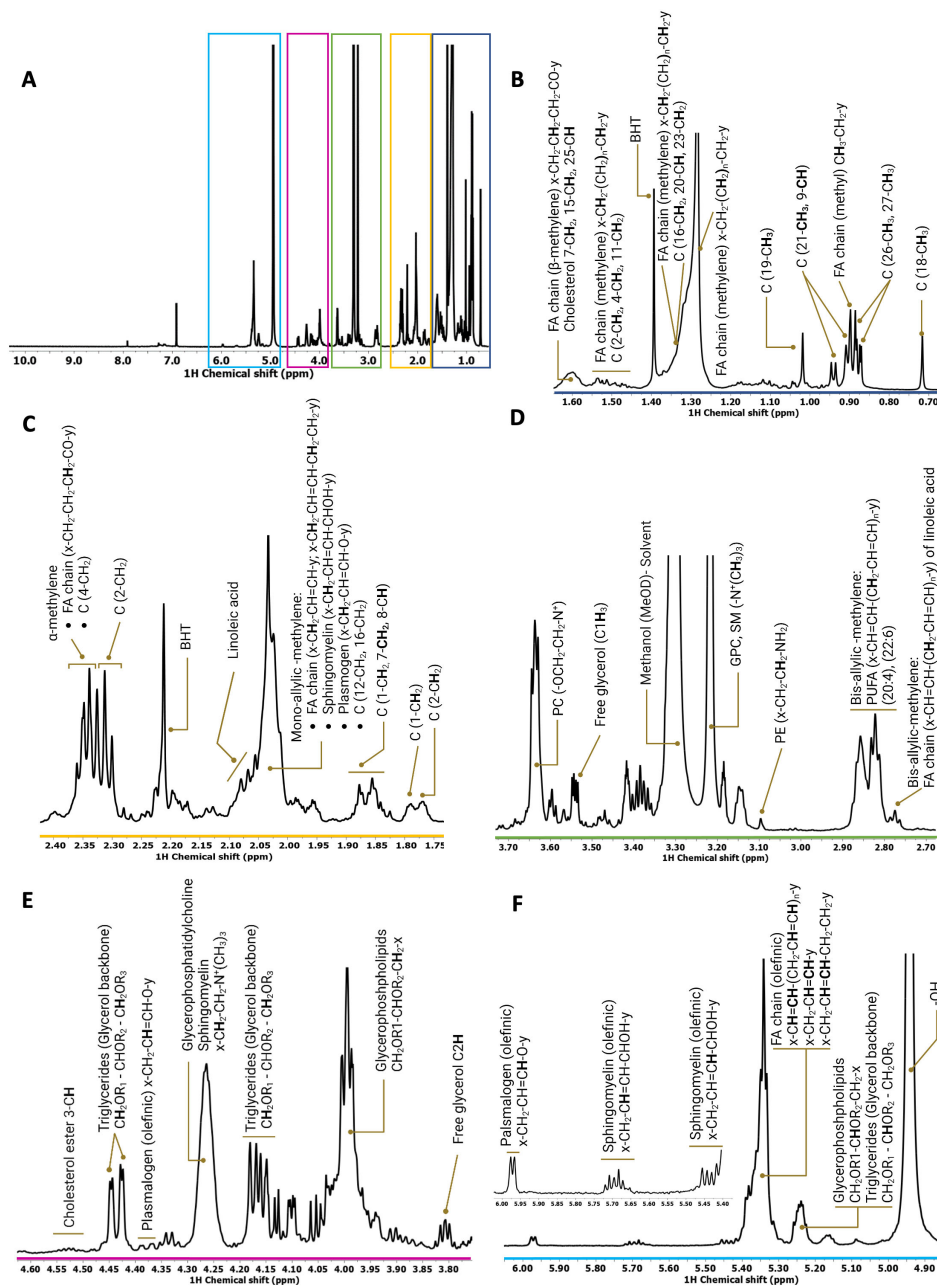 A
10.0 8.0 7.0 6.0 5.0 4.0 3.0 2.0 1.0
1H Chemical shift (ppm)
B
FA chain (β-methylene) x-CH₂-CH₂-CH₂-CO-y
Cholesterol 7-CH₂, 15-CH₂, 25-CH
FA chain (methylene) x-CH₂-(CH₂)ₙ-CH₂-y
C (2-CH₂, 4-CH₂, 11-CH₂)
BHT
FA chain (methylene) x-CH₂-(CH₂)ₙ-CH₂-y
C (16-CH₂, 20-CH, 23-CH₂)
FA chain (methylene) x-CH₂-(CH₂)ₙ-CH₂-y
C (19-CH₃)
C (21-CH₃, 9-CH)
FA chain (methyl) CH₃-CH₂-y
C (26-CH₃, 27-CH₃)
C (18-CH₃)
1.60 1.50 1.40 1.30 1.20 1.10 1.00 0.90 0.80 0.70
1H Chemical shift (ppm)
C
α-methylene
• FA chain (x-CH₂-CH₂-CH₂-CO-y)
• C (4-CH₂)
C (2-CH₂)
BHT
Linoleic acid
Mono-allylic -methylene:
• FA chain (x-CH₂-CH=CH-y; x-CH₂-CH=CH-CH₂-CH₂-y
• Sphingomyelin (x-CH₂-CH=CH-CHOH-y)
• Plasmogen (x-CH₂-CH=CH-O-y)
• C (12-CH₂, 16-CH₂)
C (1-CH₂, 7-CH₂, 8-CH)
C (1-CH₂)
C (2-CH₂)
2.40 2.35 2.30 2.25 2.20 2.15 2.10 2.05 2.00 1.95 1.90 1.85 1.80 1.75
1H Chemical shift (ppm)
D
PC (-OCH₂-CH₂-N⁺)
Free glycerol (C1H₃)
Methanol (MeOD)- Solvent
GPC, SM (-N⁺(CH₃)₃)
PE (x-CH₂-CH₂-NH₂)
Bis-allylic -methylene:
PUFA (x-CH=CH-(CH₂-CH=CH)ₙ-y)
(20:4), (22:6)
Bis-allylic-methylene:
FA chain (x-CH=CH-(CH₂-CH=CH)ₙ-y) of linoleic acid
3.70 3.60 3.50 3.40 3.30 3.20 3.10 3.00 2.90 2.80 2.70
1H Chemical shift (ppm)
E
Cholesterol ester 3-CH
Triglycerides (Glycerol backbone)
CH₂OR₁ - CHOR₂ - CH₂OR₃
Plasmalogen (olefinic) x-CH₂-CH=CH-O-y
Glycerophosphatidylcholine
Sphingomyelin
x-CH₂-CH₂-N⁺(CH₃)₃
Triglycerides (Glycerol backbone)
CH₂OR₁ - CHOR₂ - CH₂OR₃
Glycerophoshpholipids
CH₂OR1-CHOR₂-CH₂-x
Free glycerol C2H
4.60 4.55 4.50 4.45 4.40 4.35 4.30 4.25 4.20 4.15 4.10 4.05 4.00 3.95 3.90 3.85 3.80
1H Chemical shift (ppm)
F
Palsmalogen (olefinic)
x-CH₂-CH=CH-O-y
Sphingomyelin (olefinic)
x-CH₂-CH=CH-CHOH-y
Sphingomyelin (olefinic)
x-CH₂-CH=CH-CHOH-y
FA chain (olefinic)
x-CH=CH-(CH₂-CH=CH)ₙ-y
x-CH₂-CH=CH-y
x-CH₂-CH=CH-CH₂-CH₂-y
Glycerophoshpholipids
CH₂OR1-CHOR₂-CH₂-x
Triglycerides (Glycerol backbone)
CH₂OR₁ - CHOR₂ - CH₂OR₃
-OH
6.00 5.95 5.70 5.65 5.45 5.40
6.00 5.90 5.80 5.70 5.60 5.50 5.40 5.30 5.20 5.10 5.00 4.90
1H Chemical shift (ppm)